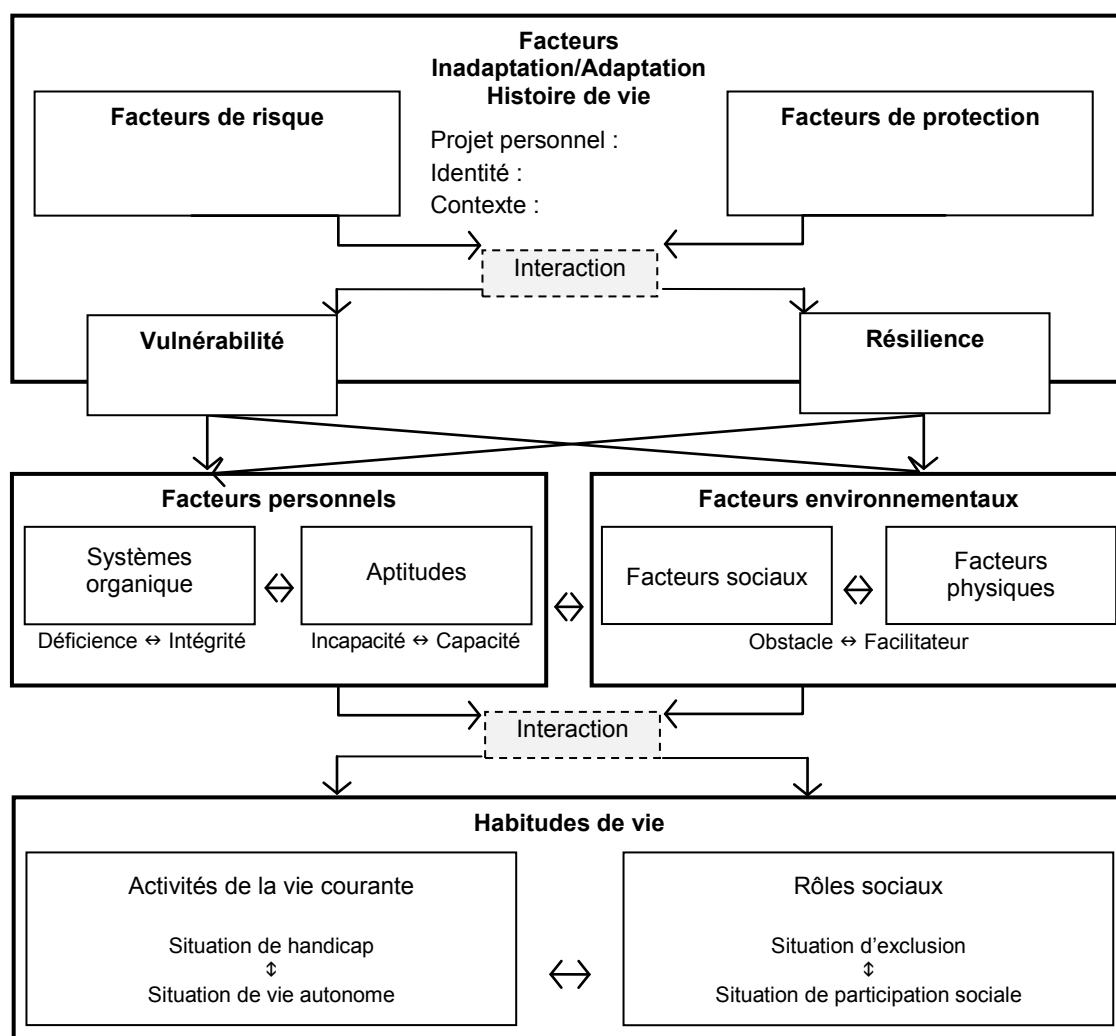 Facteurs
Inadaptation/Adaptation
Histoire de vie
Facteurs de risque
Projet personnel :
Identité :
Contexte :
Facteurs de protection
Interaction
Vulnérabilité
Résilience
Facteurs personnels
Systèmes
organique
Aptitudes
Déficience ↔ Intégrité
Incapacité ↔ Capacité
Facteurs environnementaux
Facteurs sociaux
Facteurs
physiques
Obstacle ↔ Facilitateur
Interaction
Habitudes de vie
Activités de la vie courante
Situation de handicap
↕
Situation de vie autonome
Rôles sociaux
Situation d’exclusion
↕
Situation de participation sociale